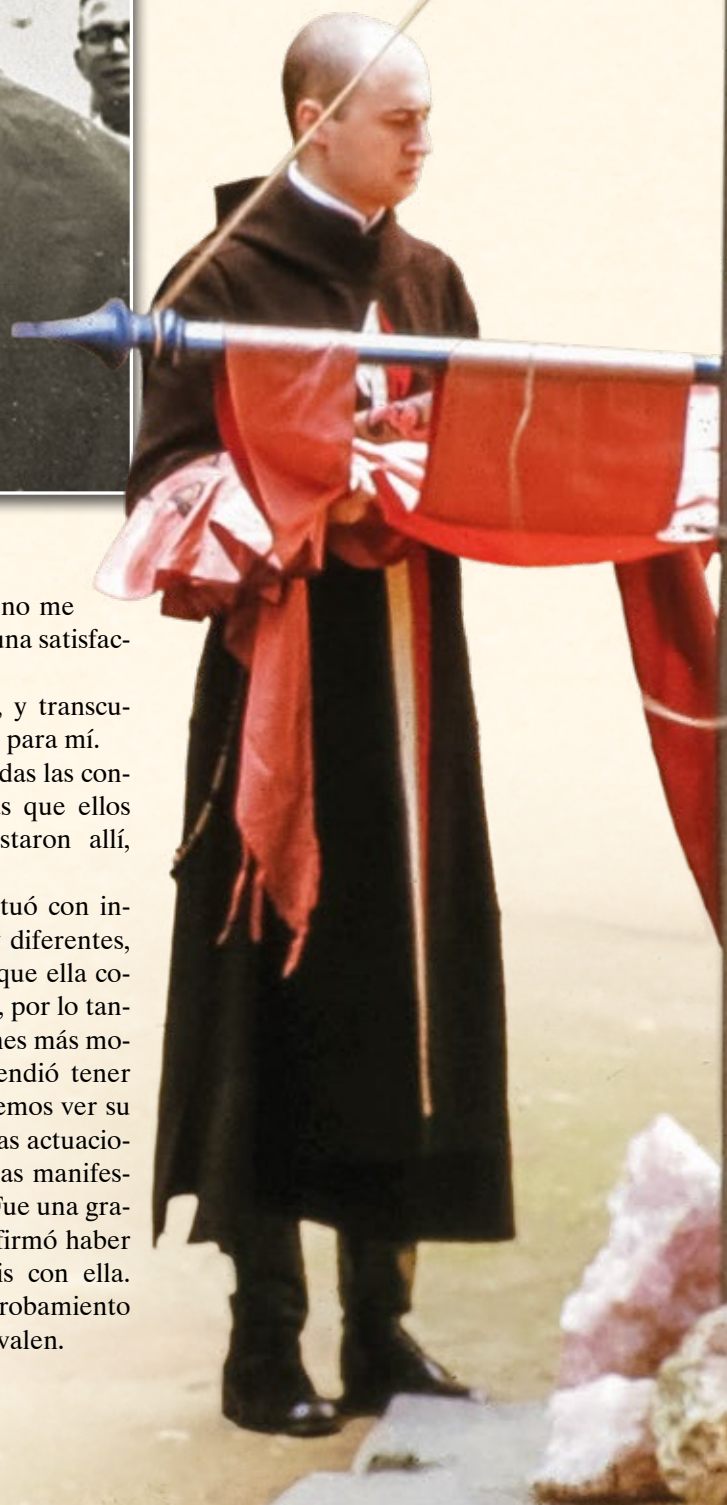 no me
una satisfac-
, y transcu-
para mí.
das las con-
s que ellos
staron allí,
tuó con in-
diferentes,
que ella co-
, por lo tan-
nes más mo-
endió tener
emos ver su
as actuacio-
as manifes-
Fue una gra-
firmó haber
is con ella.
robamiento
valen.